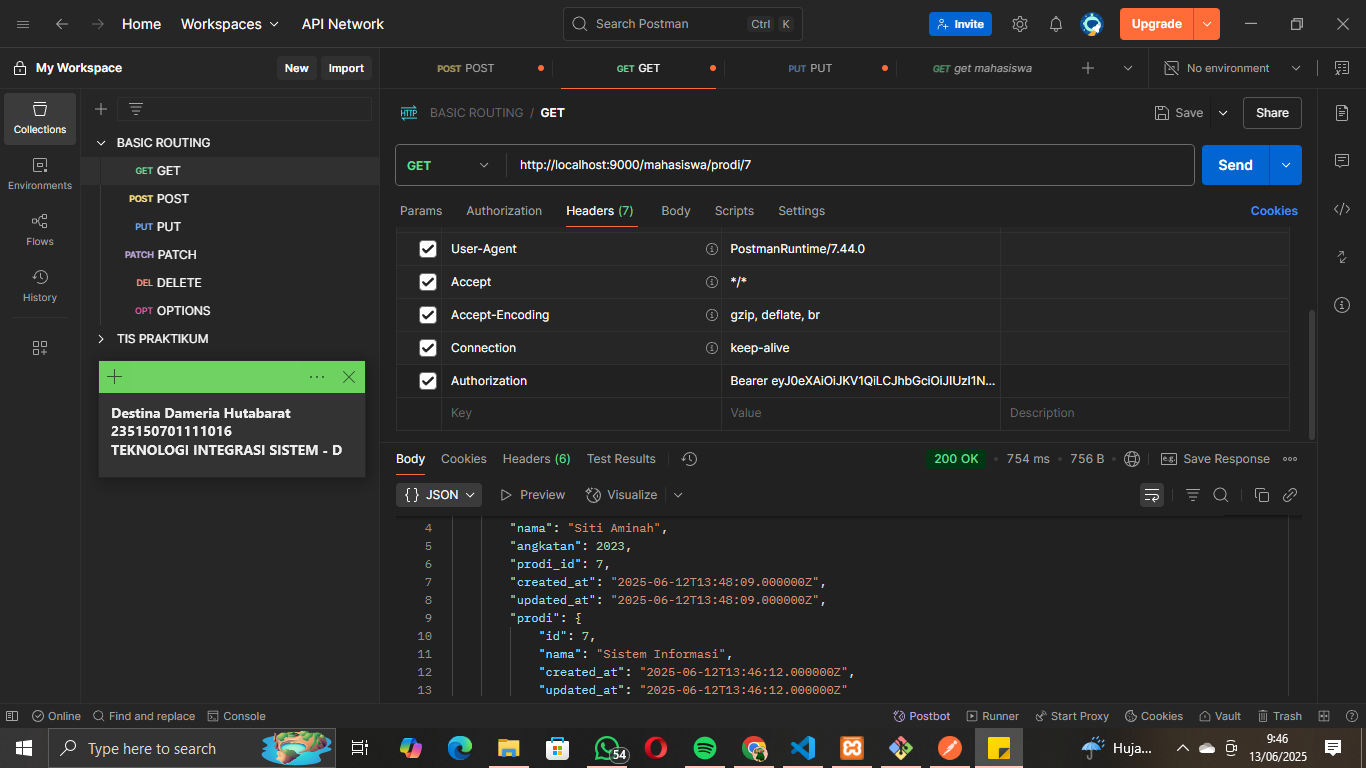 Home Workspaces API Network Search Postman Ctrl K Invite Upgrade
My Workspace New Import POST POST GET GET PUT PUT GET get mahasiswa No environment
Collections
Environments
Flows
History
BASIC ROUTING
GET GET
POST POST
PUT PUT
PATCH PATCH
DEL DELETE
OPT OPTIONS
TIS PRAKTIKUM
Destina Dameria Hutabarat
235150701111016
TEKNOLOGI INTEGRASI SISTEM - D
HTTP BASIC ROUTING / GET Save Share
GET http://localhost:9000/mahasiswa/prodi/7 Send
Params Authorization Headers (7) Body Scripts Settings Cookies
User-Agent PostmanRuntime/7.44.0
Accept */*
Accept-Encoding gzip, deflate, br
Connection keep-alive
Authorization Bearer eyJ0eXAiOiJKV1QiLCJhbGciOiJIUzI1N...
Key Value Description
Body Cookies Headers (6) Test Results 200 OK • 754 ms • 756 B • e.g. Save Response
{} JSON Preview Visualize
4 "nama": "Siti Aminah",
5 "angkatan": 2023,
6 "prodi_id": 7,
7 "created_at": "2025-06-12T13:48:09.000000Z",
8 "updated_at": "2025-06-12T13:48:09.000000Z",
9 "prodi": {
10 "id": 7,
11 "nama": "Sistem Informasi",
12 "created_at": "2025-06-12T13:46:12.000000Z",
13 "updated_at": "2025-06-12T13:46:12.000000Z"
Online Find and replace Console Postbot Runner Start Proxy Cookies Vault Trash
Type here to search 54 Huja... 9:46
13/06/2025